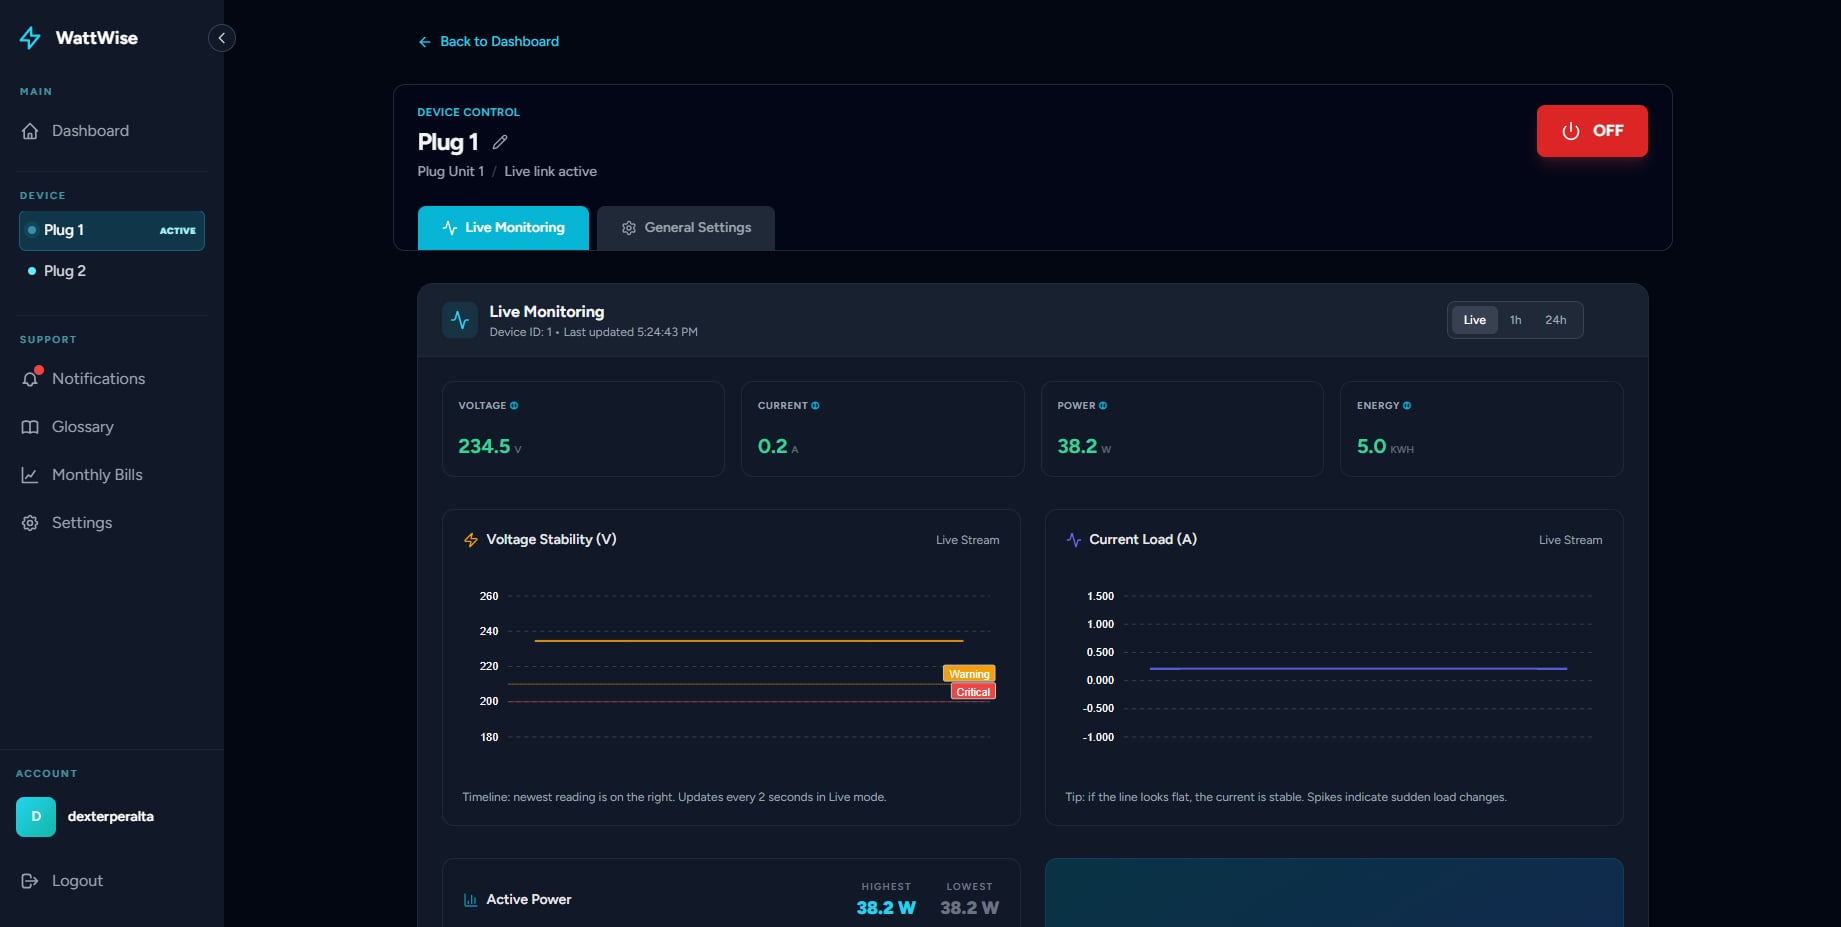 WattWise
MAIN
Dashboard
DEVICE
Plug 1 ACTIVE
Plug 2
SUPPORT
Notifications
Glossary
Monthly Bills
Settings
ACCOUNT
D dexterperalta
Logout
Back to Dashboard
DEVICE CONTROL
Plug 1
Plug Unit 1 / Live link active
OFF
Live Monitoring General Settings
Live Monitoring
Device ID: 1 • Last updated 5:24:43 PM
Live 1h 24h
VOLTAGE
234.5 V
CURRENT
0.2 A
POWER
38.2 W
ENERGY
5.0 KWH
Voltage Stability (V) Live Stream
260
240
220
Warning
Critical
200
180
Timeline: newest reading is on the right. Updates every 2 seconds in Live mode.
Current Load (A) Live Stream
1.500
1.000
0.500
0.000
-0.500
-1.000
Tip: if the line looks flat, the current is stable. Spikes indicate sudden load changes.
Active Power
HIGHEST LOWEST
38.2 W 38.2 W